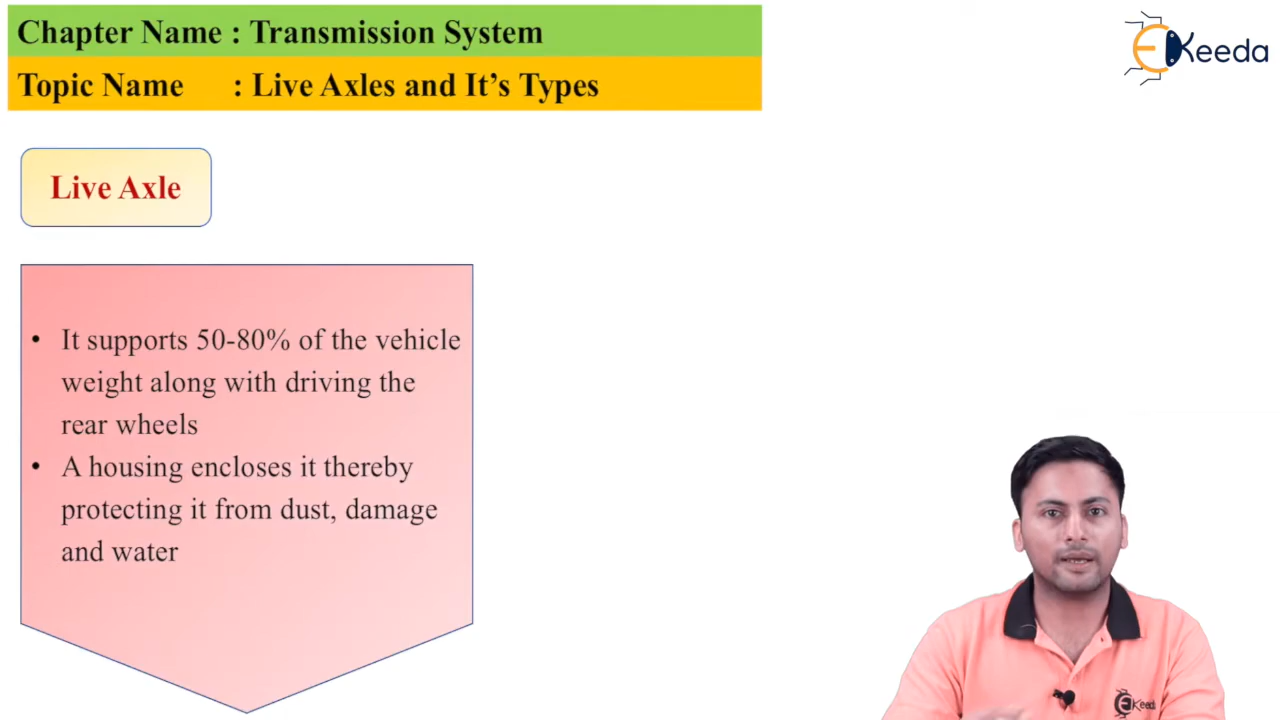 Chapter Name : Transmission System
Topic Name : Live Axles and It's Types
EKeeda
Live Axle
• It supports 50-80% of the vehicle
weight along with driving the
rear wheels
• A housing encloses it thereby
protecting it from dust, damage
and water
EKeeda